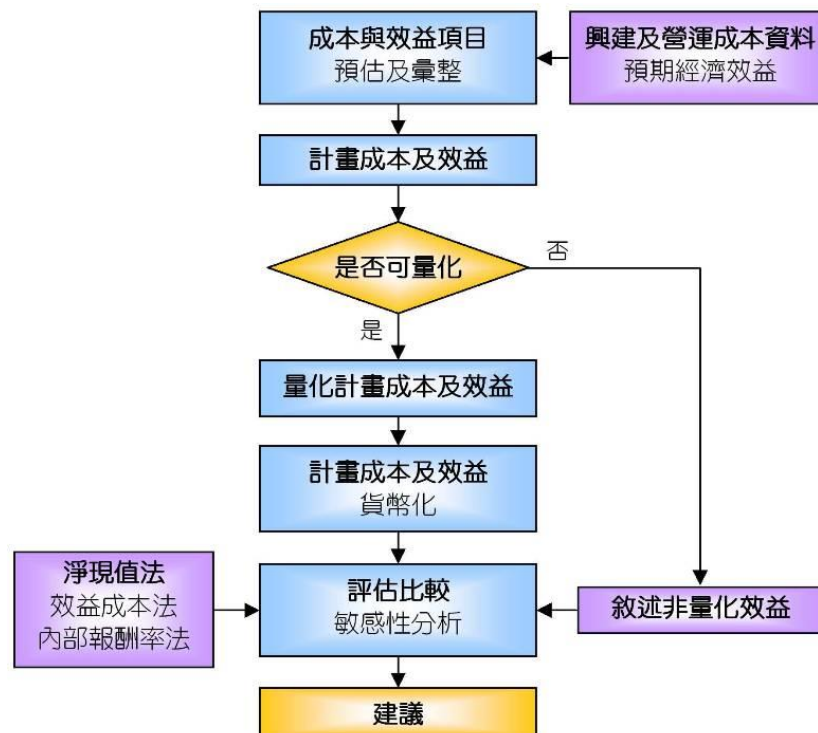 成本與效益項目
預估及彙整
興建及營運成本資料
預期經濟效益
計畫成本及效益
是否可量化
否
是
量化計畫成本及效益
計畫成本及效益
貨幣化
淨現值法
效益成本法
內部報酬率法
評估比較
敏感性分析
敘述非量化效益
建議